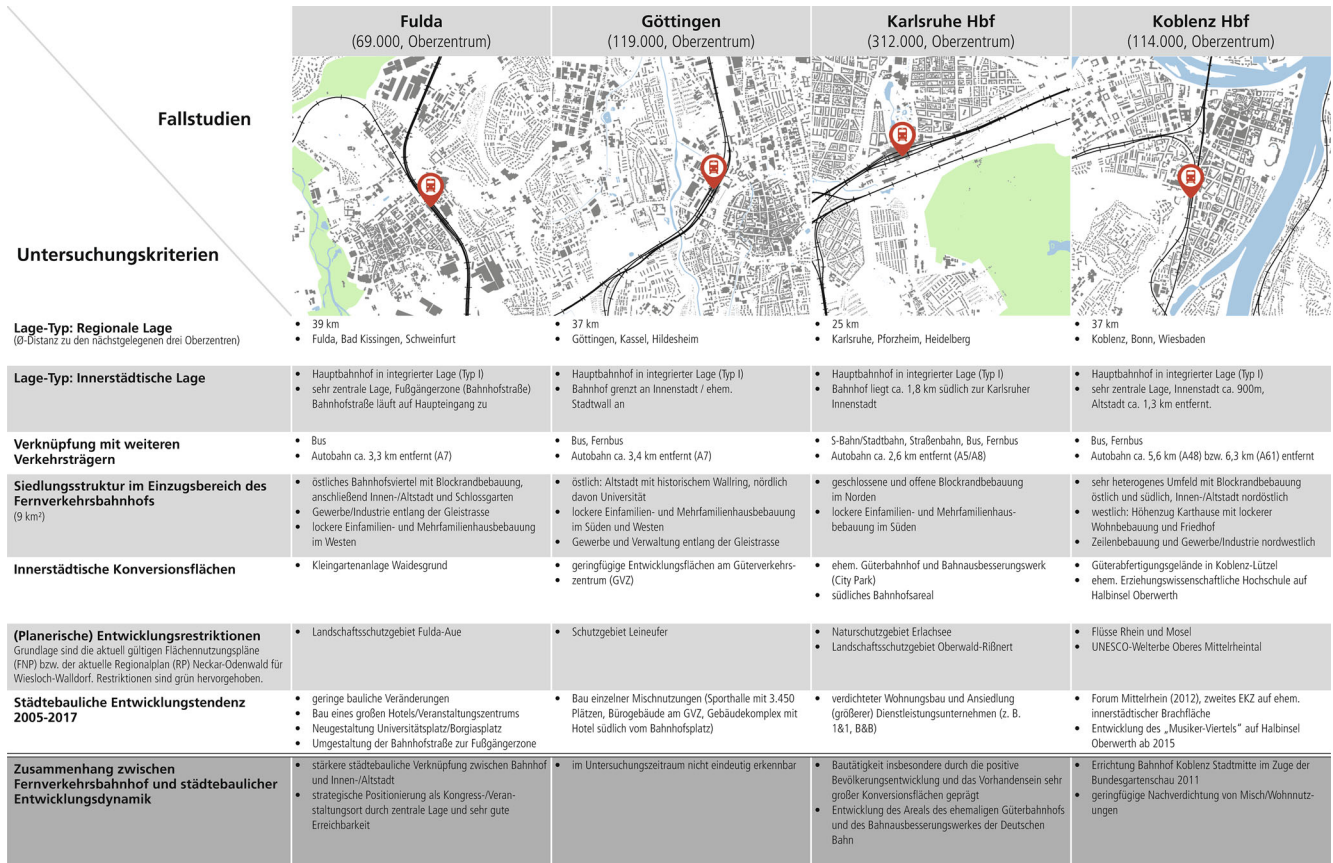 Fallstudien
Untersuchungskriterien
Fulda
(69.000, Oberzentrum)
Göttingen
(119.000, Oberzentrum)
Karlsruhe Hbf
(312.000, Oberzentrum)
Koblenz Hbf
(114.000, Oberzentrum)
Lage-Typ: Regionale Lage
(Ø-Distanz zu den nächstgelegenen drei Oberzentren)
• 39 km
• Fulda, Bad Kissingen, Schweinfurt
• 37 km
• Göttingen, Kassel, Hildesheim
• 25 km
• Karlsruhe, Pforzheim, Heidelberg
• 37 km
• Koblenz, Bonn, Wiesbaden
Lage-Typ: Innerstädtische Lage
• Hauptbahnhof in integrierter Lage (Typ I)
• sehr zentrale Lage, Fußgängerzone (Bahnhofstraße)
Bahnhofstraße läuft auf Haupteingang zu
• Hauptbahnhof in integrierter Lage (Typ I)
• Bahnhof grenzt an Innenstadt / ehem.
Stadtwall an
• Hauptbahnhof in integrierter Lage (Typ I)
• Bahnhof liegt ca. 1,8 km südlich zur Karlsruher
Innenstadt
• Hauptbahnhof in integrierter Lage (Typ I)
• sehr zentrale Lage, Innenstadt ca. 900m,
Altstadt ca. 1,3 km entfernt.
Verknüpfung mit weiteren
Verkehrsträgern
• Bus
• Autobahn ca. 3,3 km entfernt (A7)
• Bus, Fernbus
• Autobahn ca. 3,4 km entfernt (A7)
• S-Bahn/Stadtbahn, Straßenbahn, Bus, Fernbus
• Autobahn ca. 2,6 km entfernt (A5/A8)
• Bus, Fernbus
• Autobahn ca. 5,6 km (A48) bzw. 6,3 km (A61) entfernt
Siedlungsstruktur im Einzugsbereich des
Fernverkehrsbahnhofs
(9 km²)
• östliches Bahnhofsviertel mit Blockrandbebauung,
anschließend Innen-/Altstadt und Schlossgarten
• Gewerbe/Industrie entlang der Gleistrasse
• lockere Einfamilien- und Mehrfamilienhausbebauung
im Westen
• östlich: Altstadt mit historischem Wallring, nördlich
davon Universität
• lockere Einfamilien- und Mehrfamilienhausbebauung
im Süden und Westen
• Gewerbe und Verwaltung entlang der Gleistrasse
• geschlossene und offene Blockrandbebauung
im Norden
• lockere Einfamilien- und Mehrfamilienhaus-
bebauung im Süden
• sehr heterogenes Umfeld mit Blockrandbebauung
östlich und südlich, Innen-/Altstadt nordöstlich
• westlich: Höhenzug Karthause mit lockerer
Wohnbebauung und Friedhof
• Zeilenbebauung und Gewerbe/Industrie nordwestlich
Innerstädtische Konversionsflächen
• Kleingartenanlage Waidesgrund
• geringfügige Entwicklungsflächen am Güterverkehrs-
• zentrum (GVZ)
• ehem. Güterbahnhof und Bahnausbesserungswerk
(City Park)
• südliches Bahnhofsareal
• Güterabfertigungsgelände in Koblenz-Lützel
• ehem. Erziehungswissenschaftliche Hochschule auf
Halbinsel Oberwerth
(Planerische) Entwicklungsrestriktionen
Grundlage sind die aktuell gültigen Flächennutzungspläne
(FNP) bzw. der aktuelle Regionalplan (RP) Neckar-Odenwald für
Wiesloch-Walldorf. Restriktionen sind grün hervorgehoben.
• Landschaftsschutzgebiet Fulda-Aue
• Schutzgebiet Leineufer
• Naturschutzgebiet Erlachsee
• Landschaftsschutzgebiet Oberwald-Rißnert
• Flüsse Rhein und Mosel
• UNESCO-Welterbe Oberes Mittelrheintal
Städtebauliche Entwicklungstendenz
2005-2017
• geringe bauliche Veränderungen
• Bau eines großen Hotels/Veranstaltungszentrums
• Neugestaltung Universitätsplatz/Borgiasplatz
• Umgestaltung der Bahnhofstraße zur Fußgängerzone
• Bau einzelner Mischnutzungen (Sporthalle mit 3.450
Plätzen, Bürogebäude am GVZ, Gebäudekomplex mit
Hotel südlich vom Bahnhofsplatz)
• verdichteter Wohnungsbau und Ansiedlung
(größerer) Dienstleistungsunternehmen (z. B.
1&1, B&B)
• Forum Mittelrhein (2012), zweites EKZ auf ehem.
innerstädtischer Brachfläche
• Entwicklung des „Musiker-Viertels“ auf Halbinsel
Oberwerth ab 2015
Zusammenhang zwischen
Fernverkehrsbahnhof und städtebaulicher
Entwicklungsdynamik
• stärkere städtebauliche Verknüpfung zwischen Bahnhof
und Innen-/Altstadt
• strategische Positionierung als Kongress-/Veran-
staltungsort durch zentrale Lage und sehr gute
Erreichbarkeit
• im Untersuchungszeitraum nicht eindeutig erkennbar
• Bautätigkeit insbesondere durch die positive
Bevölkerungsentwicklung und das Vorhandensein sehr
großer Konversionsflächen geprägt
• Entwicklung des Areals des ehemaligen Güterbahnhofs
und des Bahnausbesserungswerkes der Deutschen
Bahn
• Errichtung Bahnhof Koblenz Stadtmitte im Zuge der
Bundesgartenschau 2011
• geringfügige Nachverdichtung von Misch/Wohnnutz-
ungen